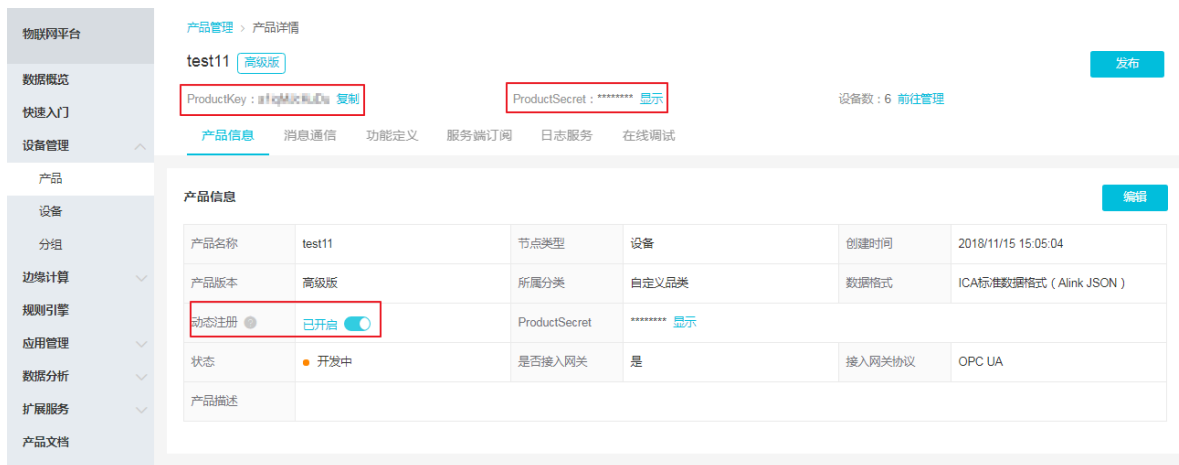 物联网平台
数据概览
快速入门
设备管理
产品
设备
分组
边缘计算
规则引擎
应用管理
数据分析
扩展服务
产品文档
产品管理 > 产品详情
test11 高级版 发布
ProductKey : 复制 ProductSecret : ******** 显示 设备数 : 6 前往管理
产品信息 消息通信 功能定义 服务端订阅 日志服务 在线调试
产品信息 编辑
产品名称 test11 节点类型 设备 创建时间 2018/11/15 15:05:04
产品版本 高级版 所属分类 自定义品类 数据格式 ICA标准数据格式 ( Alink JSON )
动态注册 ? 已开启 ProductSecret ******** 显示
状态 开发中 是否接入网关 是 接入网关协议 OPC UA
产品描述